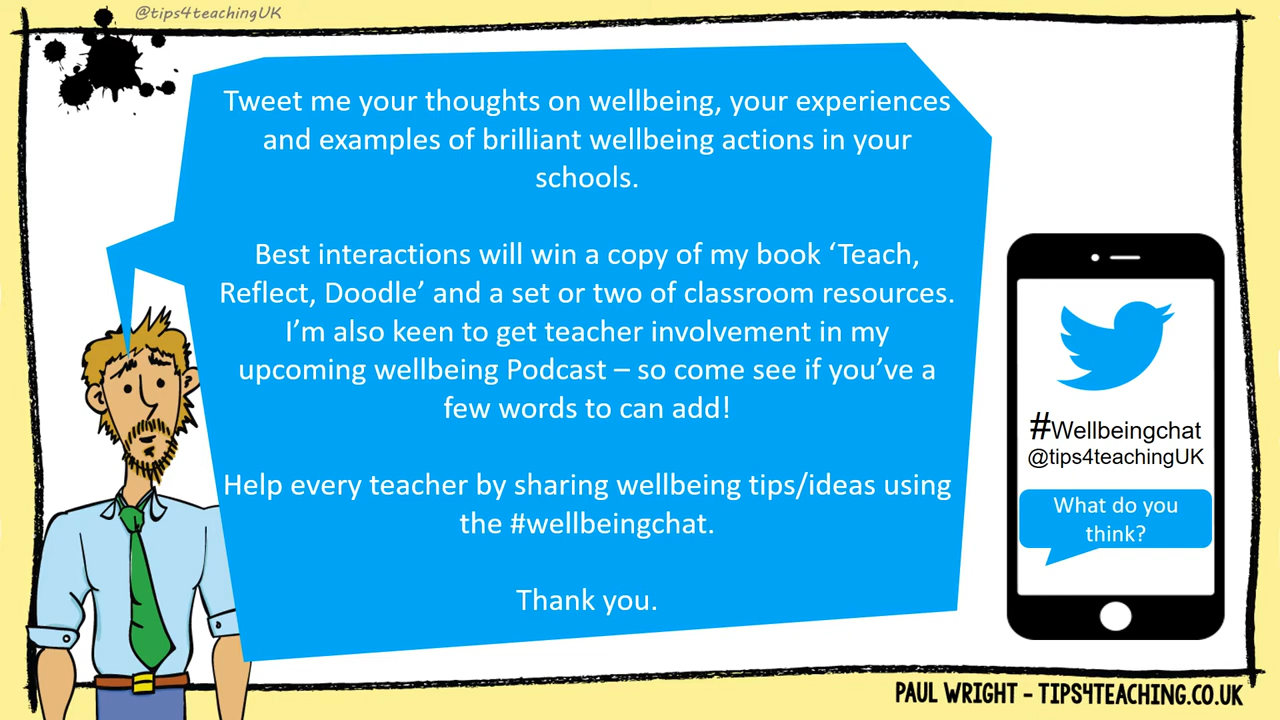 @tips4teachingUK
Tweet me your thoughts on wellbeing, your experiences
and examples of brilliant wellbeing actions in your
schools.
Best interactions will win a copy of my book ‘Teach,
Reflect, Doodle’ and a set or two of classroom resources.
I’m also keen to get teacher involvement in my
upcoming wellbeing Podcast – so come see if you’ve a
few words to can add!
Help every teacher by sharing wellbeing tips/ideas using
the #wellbeingchat.
Thank you.
#Wellbeingchat
@tips4teachingUK
What do you
think?
PAUL WRIGHT - TIPS4TEACHING.CO.UK